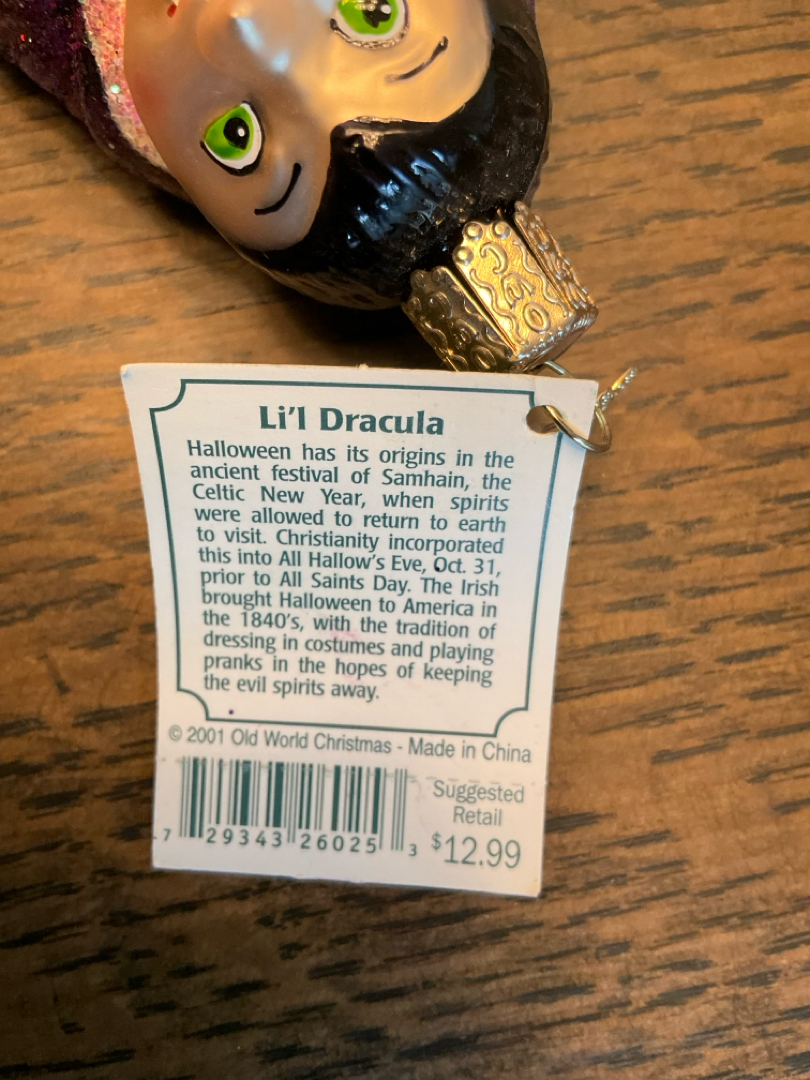 Li'l Dracula
Halloween has its origins in the
ancient festival of Samhain, the
Celtic New Year, when spirits
were allowed to return to earth
to visit. Christianity incorporated
this into All Hallow's Eve, Oct. 31,
prior to All Saints Day. The Irish
brought Halloween to America in
the 1840's, with the tradition of
dressing in costumes and playing
pranks in the hopes of keeping
the evil spirits away.
© 2001 Old World Christmas - Made in China
Suggested
Retail
$12.99
7 29343 26025 3